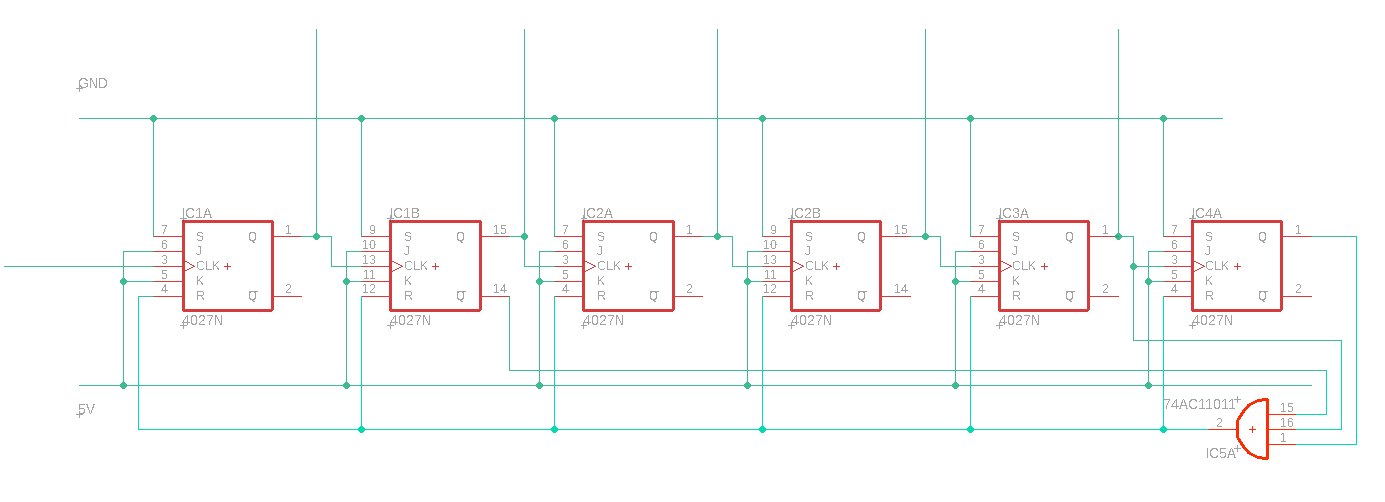 GND
IC1A
IC1B
IC2A
IC2B
IC3A
IC4A
7 S Q 1
9 S Q 15
7 S Q 1
9 S Q 15
7 S Q 1
7 S Q 1
6 J
10 J
6 J
10 J
6 J
6 J
3 CLK
13 CLK
3 CLK
13 CLK
3 CLK
3 CLK
5 K
11 K
5 K
11 K
5 K
5 K
4 R Q̅ 2
12 R Q̅ 14
4 R Q̅ 2
12 R Q̅ 14
4 R Q̅ 2
4 R Q̅ 2
4027N
4027N
4027N
4027N
4027N
4027N
5V
74AC11011
15
2
16
1
IC5A